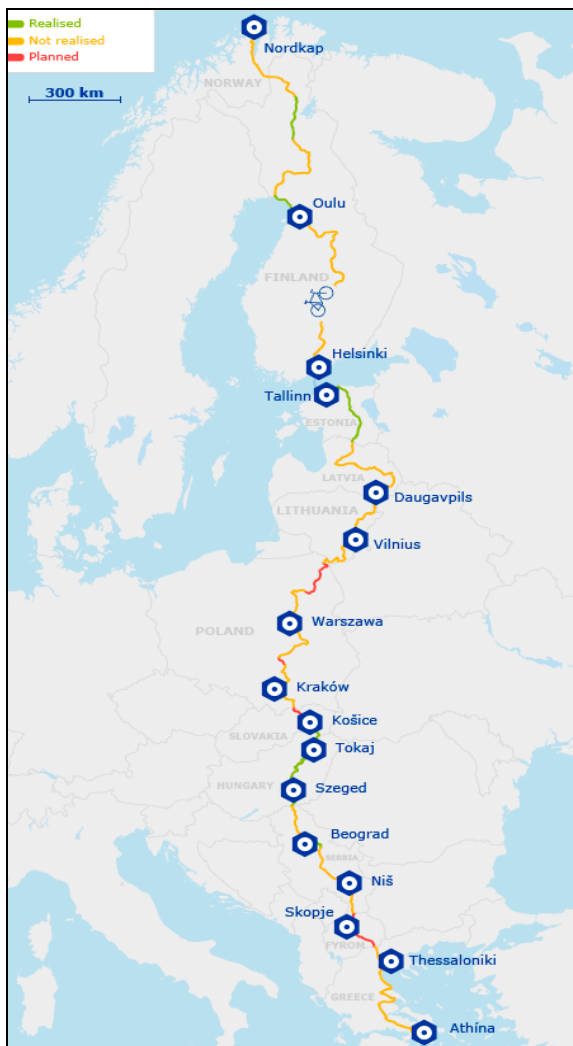 Realised
Not realised
Planned
300 km
Nordkap
NORWAY
Oulu
FINLAND
Helsinki
Tallinn
ESTONIA
LATVIA
Daugavpils
LITHUANIA
Vilnius
Warszawa
POLAND
Kraków
Košice
SLOVAKIA
Tokaj
HUNGARY
Szeged
Beograd
SERBIA
Niš
Skopje
FYROM
Thessaloniki
GREECE
Athína